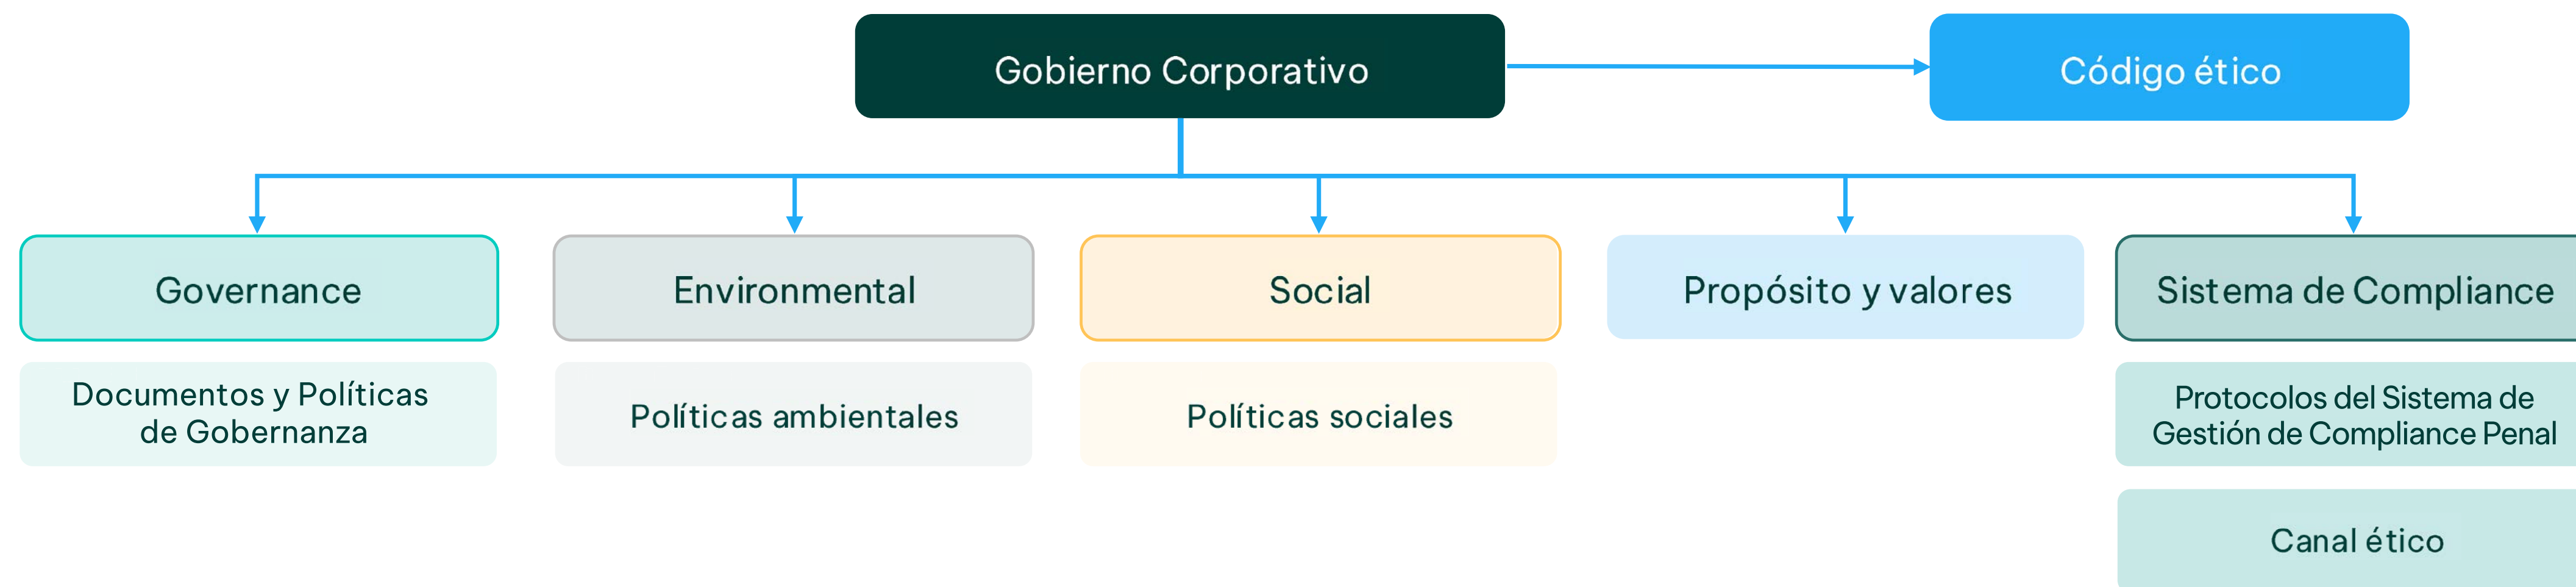 Gobierno Corporativo
Código ético
Governance
Environmental
Social
Propósito y valores
Sistema de Compliance
Documentos y Políticas
de Gobernanza
Políticas ambientales
Políticas sociales
Protocolos del Sistema de
Gestión de Compliance Penal
Canal ético